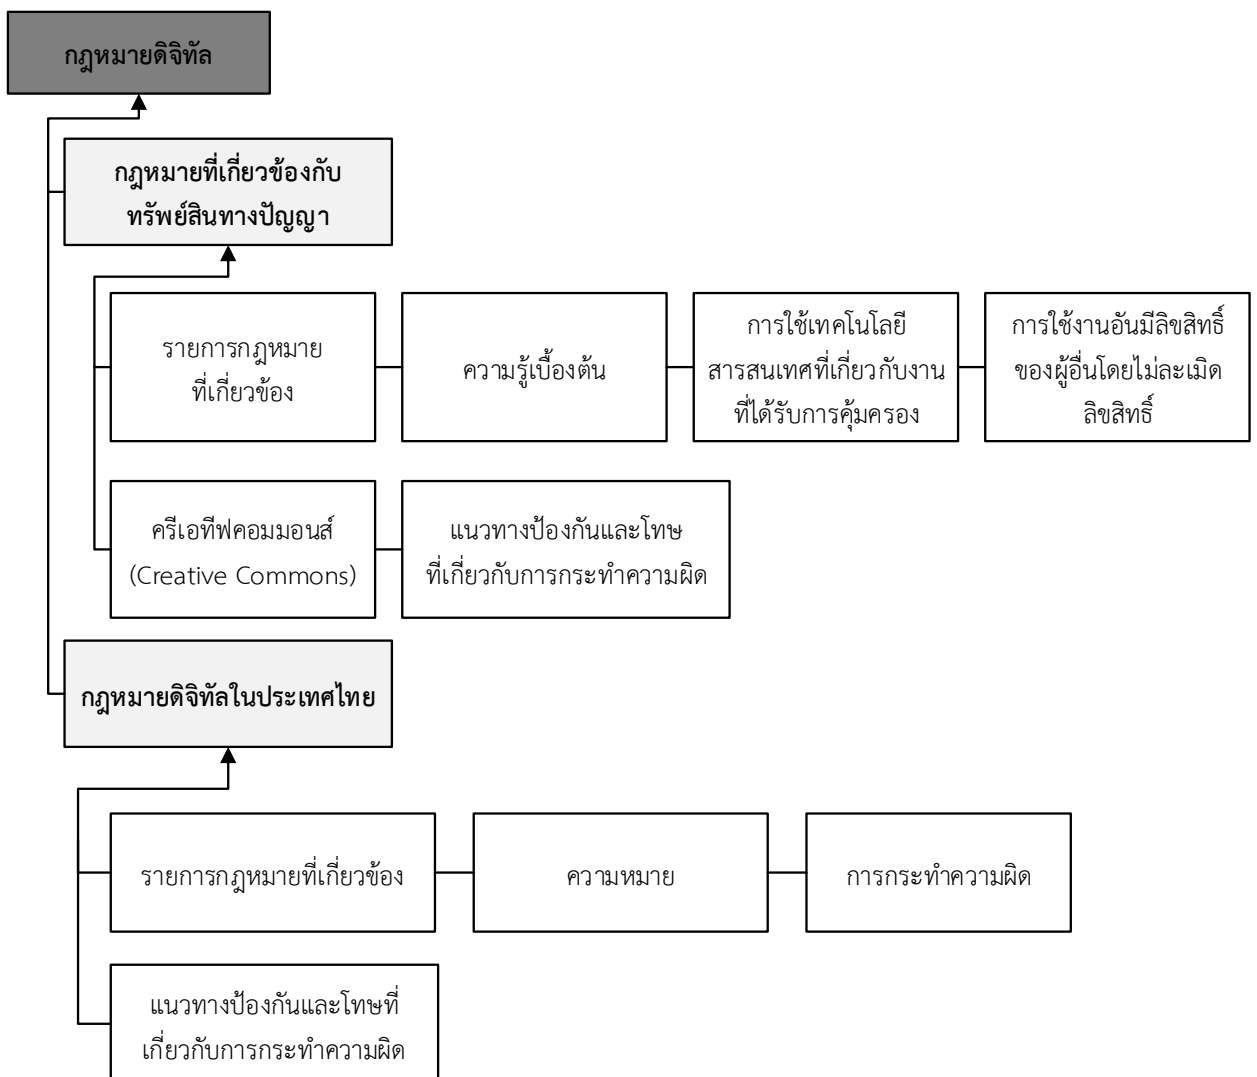 กฎหมายดิจิทัล
กฎหมายที่เกี่ยวข้องกับ
ทรัพย์สินทางปัญญา
รายการกฎหมาย
ที่เกี่ยวข้อง
ความรู้เบื้องต้น
การใช้เทคโนโลยี
สารสนเทศที่เกี่ยวกับงาน
ที่ได้รับการคุ้มครอง
การใช้งานอันมีลิขสิทธิ์
ของผู้อื่นโดยไม่ละเมิด
ลิขสิทธิ์
ครีเอทีฟคอมมอนส์
(Creative Commons)
แนวทางป้องกันและโทษ
ที่เกี่ยวกับการกระทำความผิด
กฎหมายดิจิทัลในประเทศไทย
รายการกฎหมายที่เกี่ยวข้อง
ความหมาย
การกระทำความผิด
แนวทางป้องกันและโทษที่
เกี่ยวกับการกระทำความผิด